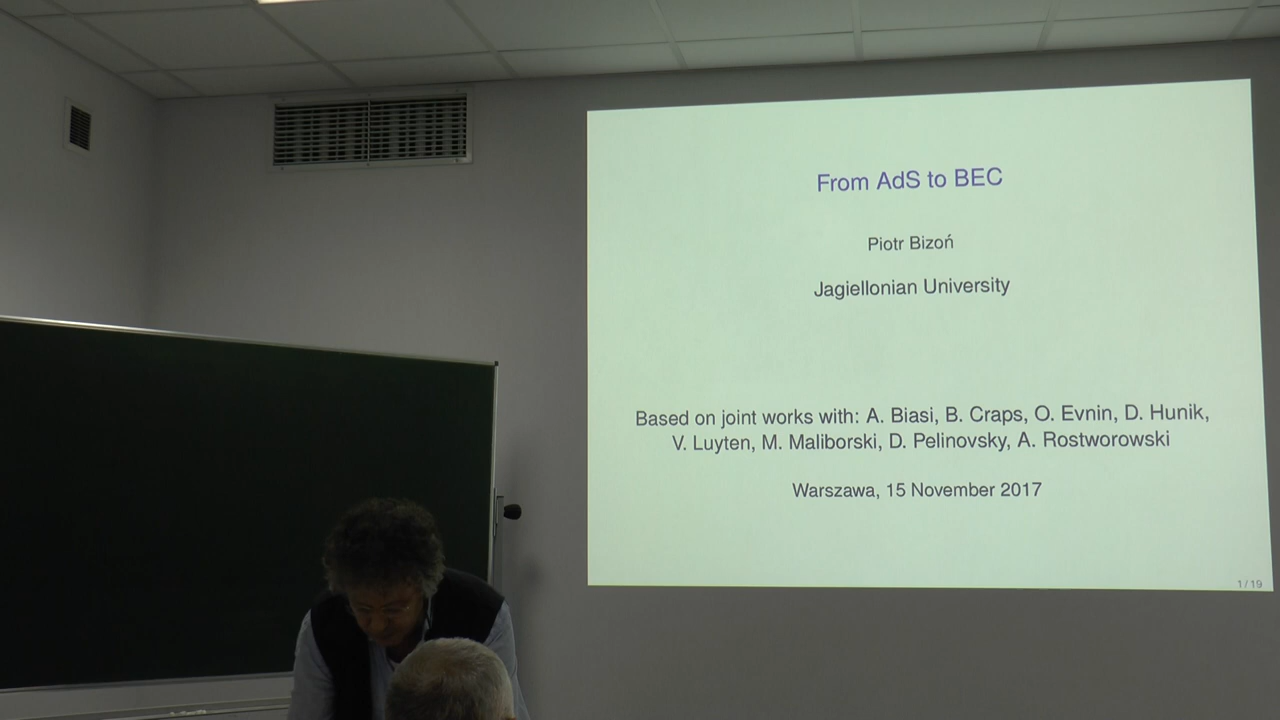 From AdS to BEC
Piotr Bizoń
Jagiellonian University
Based on joint works with: A. Biasi, B. Craps, O. Evnin, D. Hunik,
V. Luyten, M. Maliborski, D. Pelinovsky, A. Rostworowski
Warszawa, 15 November 2017
1 / 19